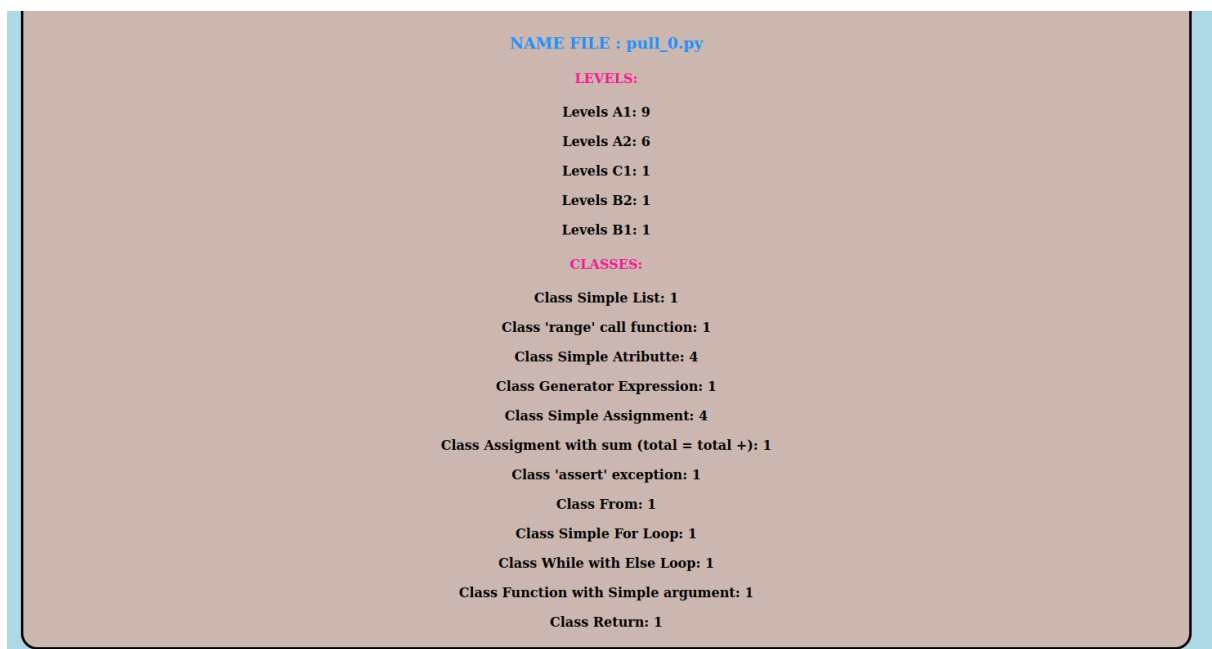 NAME FILE : pull_0.py
LEVELS:
Levels A1: 9
Levels A2: 6
Levels C1: 1
Levels B2: 1
Levels B1: 1
CLASSES:
Class Simple List: 1
Class 'range' call function: 1
Class Simple Atributte: 4
Class Generator Expression: 1
Class Simple Assignment: 4
Class Assigment with sum (total = total +): 1
Class 'assert' exception: 1
Class From: 1
Class Simple For Loop: 1
Class While with Else Loop: 1
Class Function with Simple argument: 1
Class Return: 1